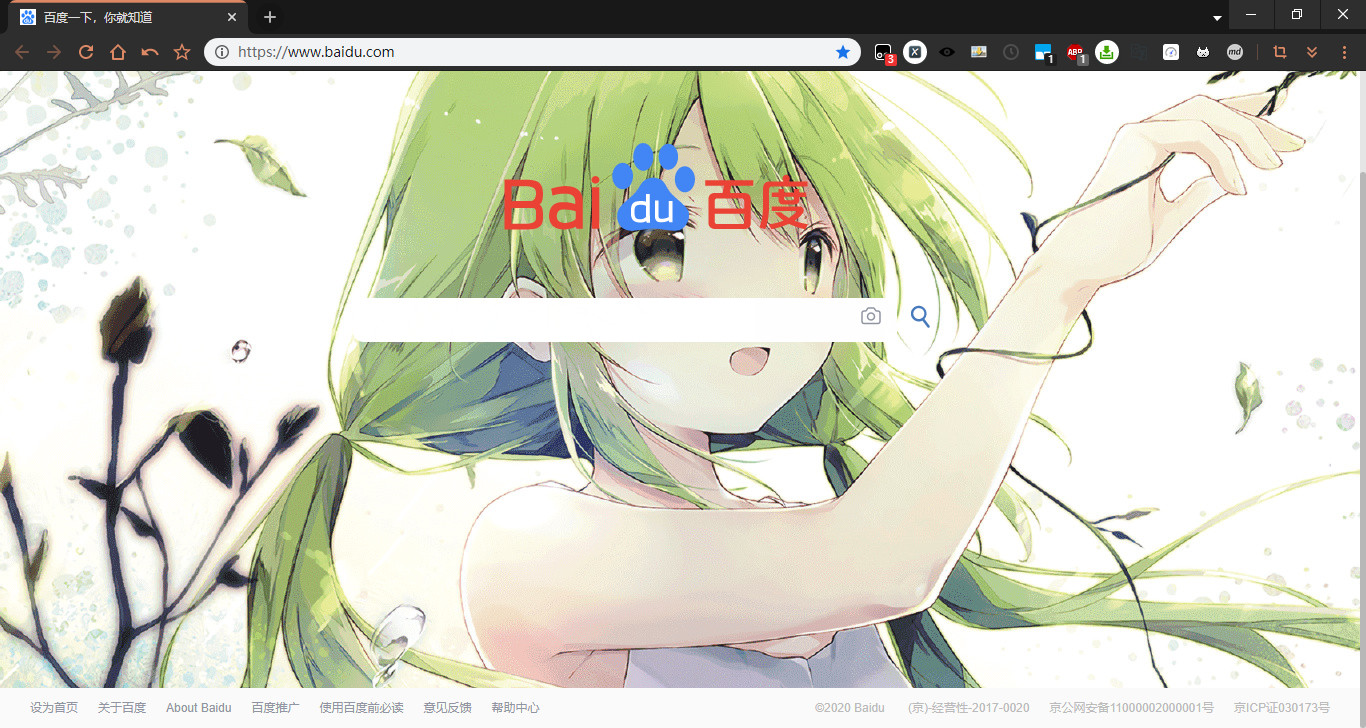 百度一下，你就知道
https://www.baidu.com
3
1
ABP
1
md
Bai du 百度
设为首页 关于百度 About Baidu 百度推广 使用百度前必读 意见反馈 帮助中心 ©2020 Baidu (京)-经营性-2017-0020 京公网安备11000002000001号 京ICP证030173号